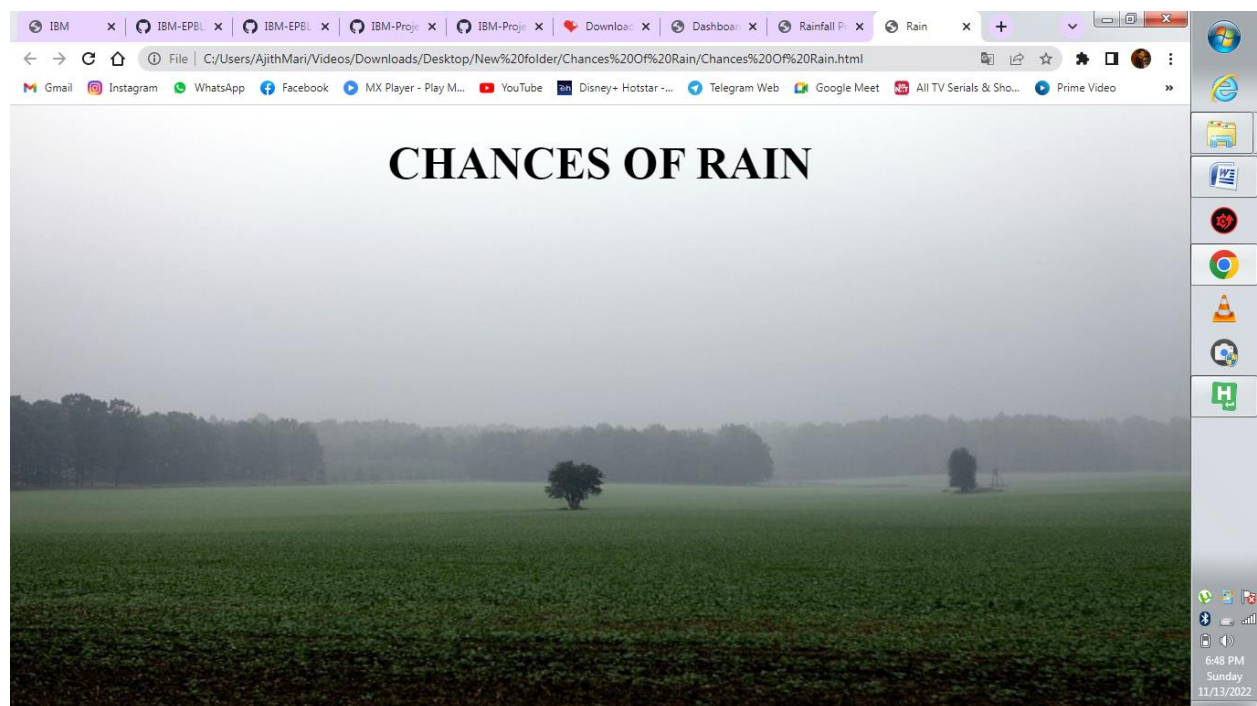 IBM IBM-EPBL IBM-EPBL IBM-Proje IBM-Proje Download Dashboar Rainfall Pr Rain
File C:/Users/AjithMari/Videos/Downloads/Desktop/New%20folder/Chances%20Of%20Rain/Chances%20Of%20Rain.html
Gmail Instagram WhatsApp Facebook MX Player - Play M... YouTube Disney+ Hotstar -... Telegram Web Google Meet All TV Serials & Sho... Prime Video »
CHANCES OF RAIN
6:48 PM
Sunday
11/13/2022